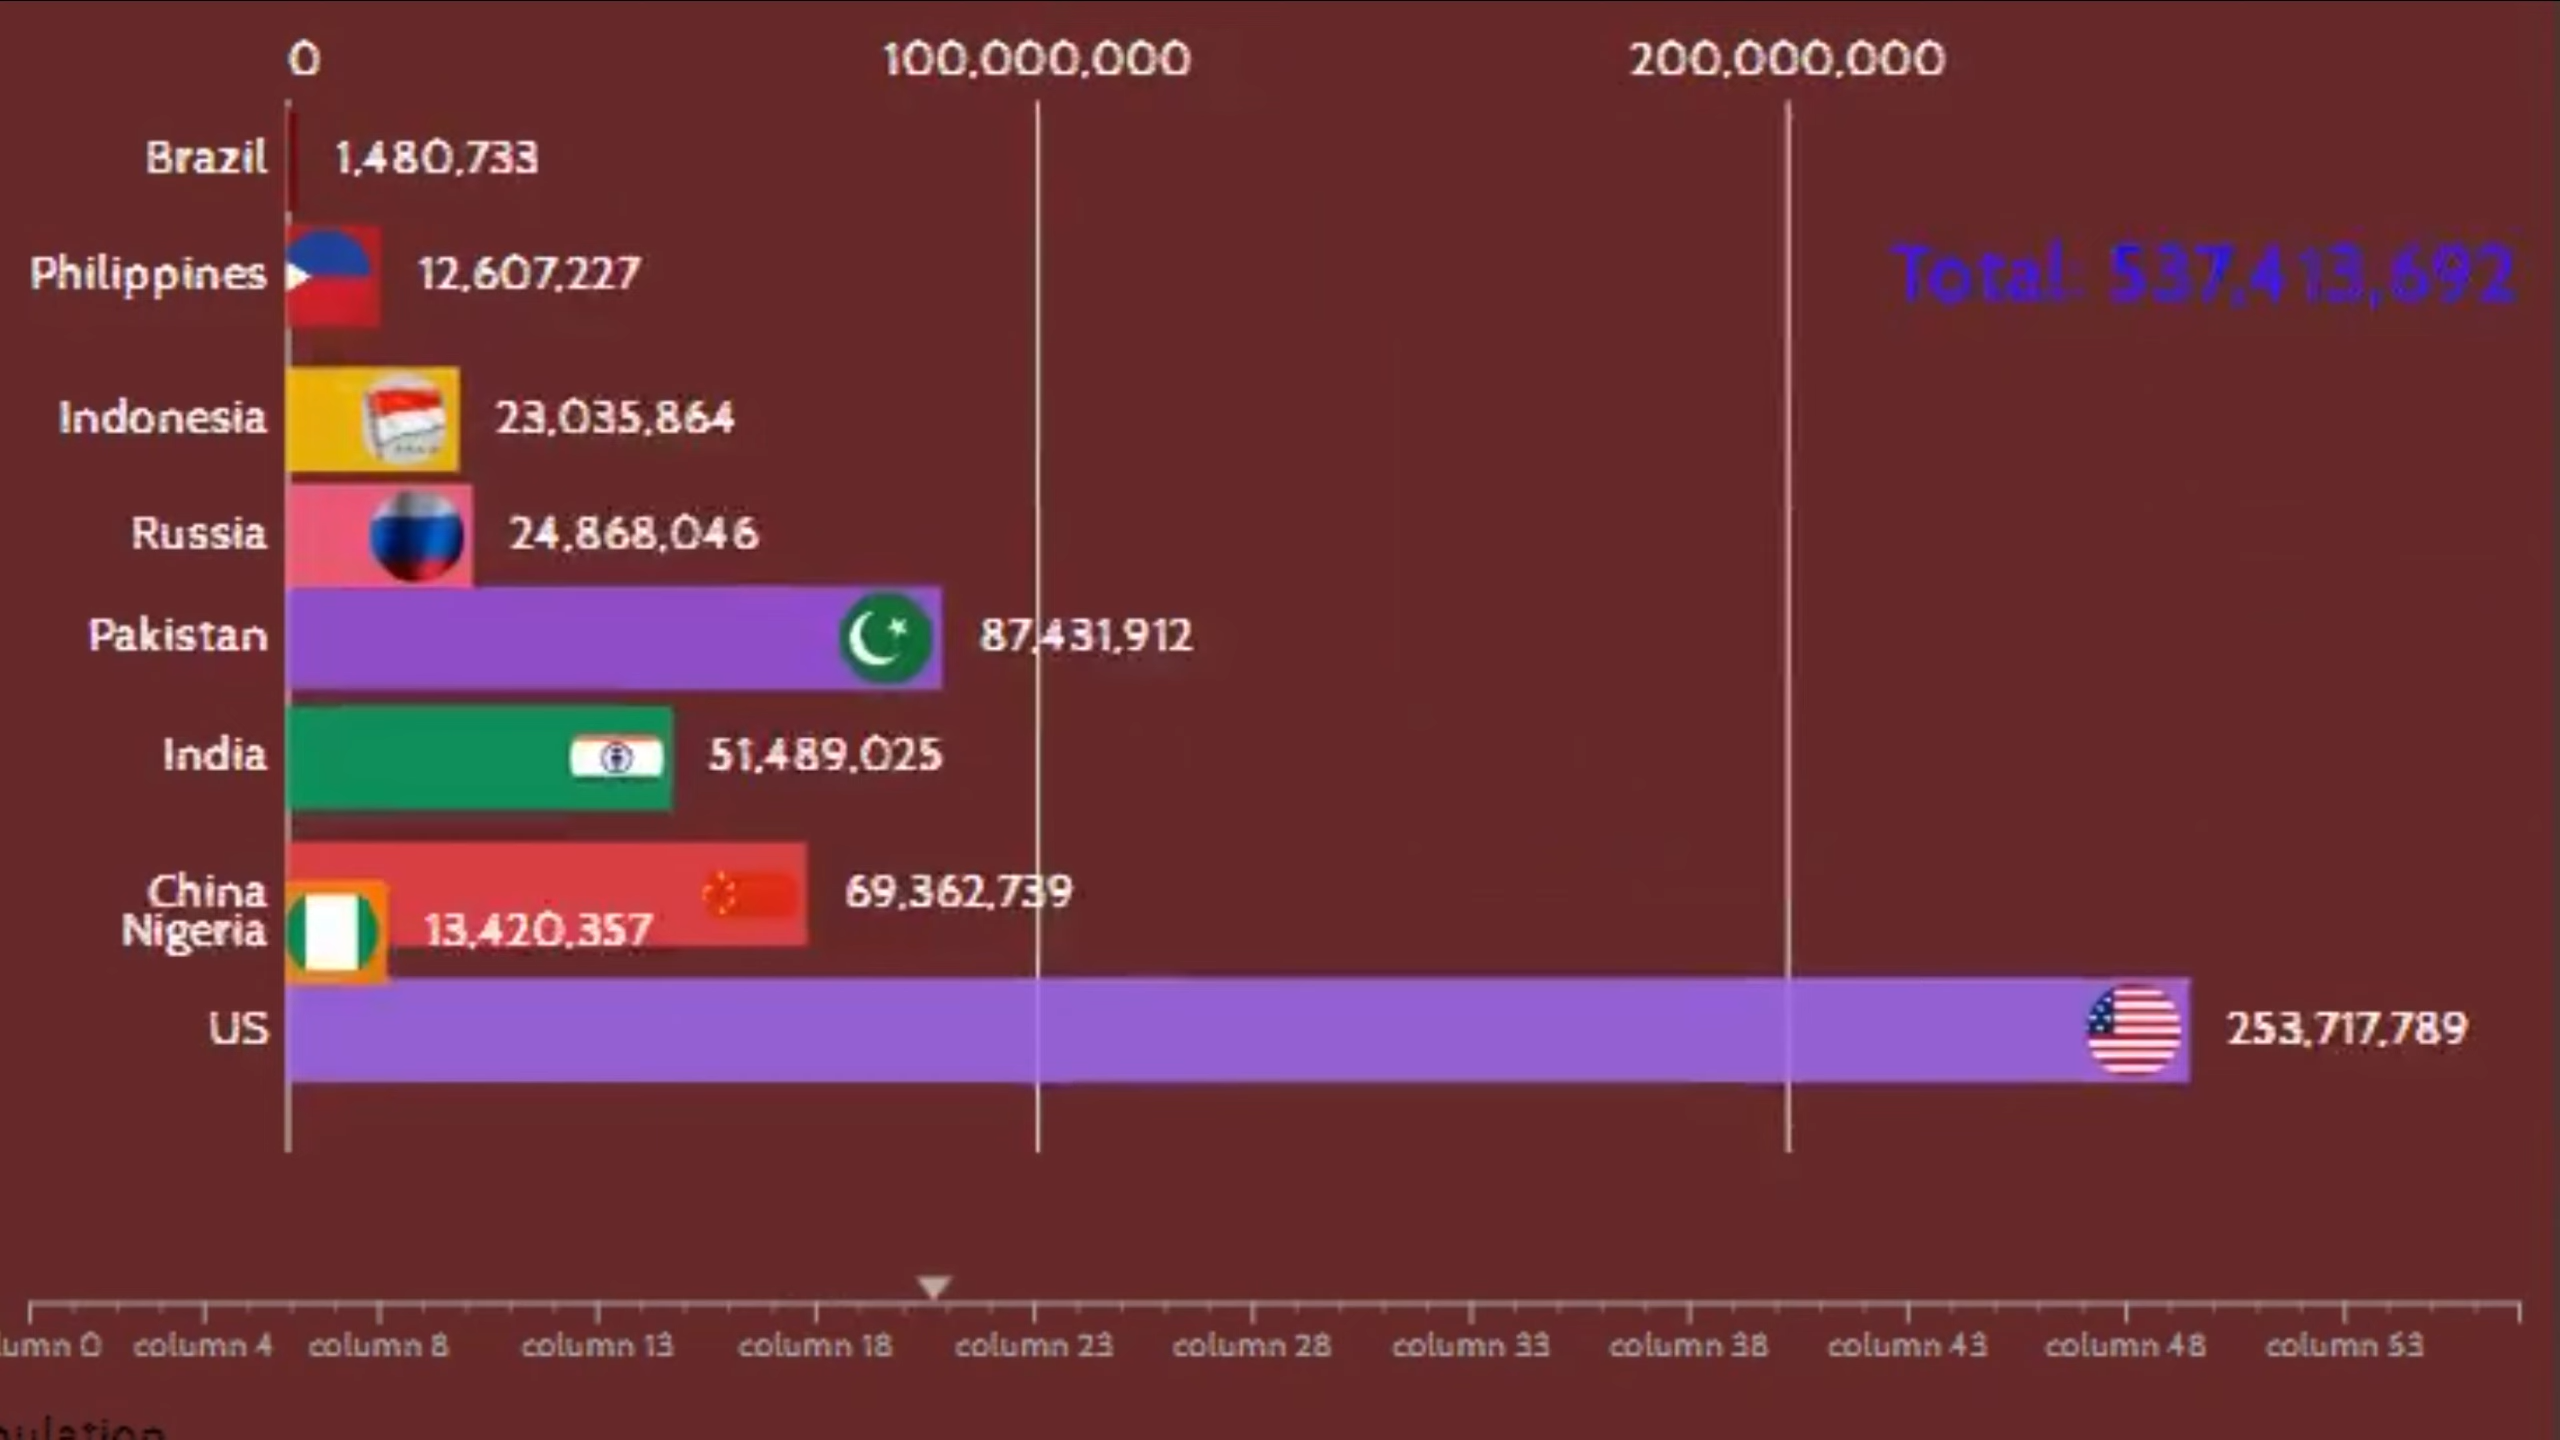 0 100,000,000 200,000,000
Brazil 1,480,733
Philippines 12,607,227
Total: 537,413,692
Indonesia 23,035,864
Russia 24,868,046
Pakistan 87,431,912
India 51,489,025
China 69,362,739
Nigeria 13,420,357
US 253,717,789
lumn 0 column 4 column 8 column 13 column 18 column 23 column 28 column 33 column 38 column 43 column 48 column 53